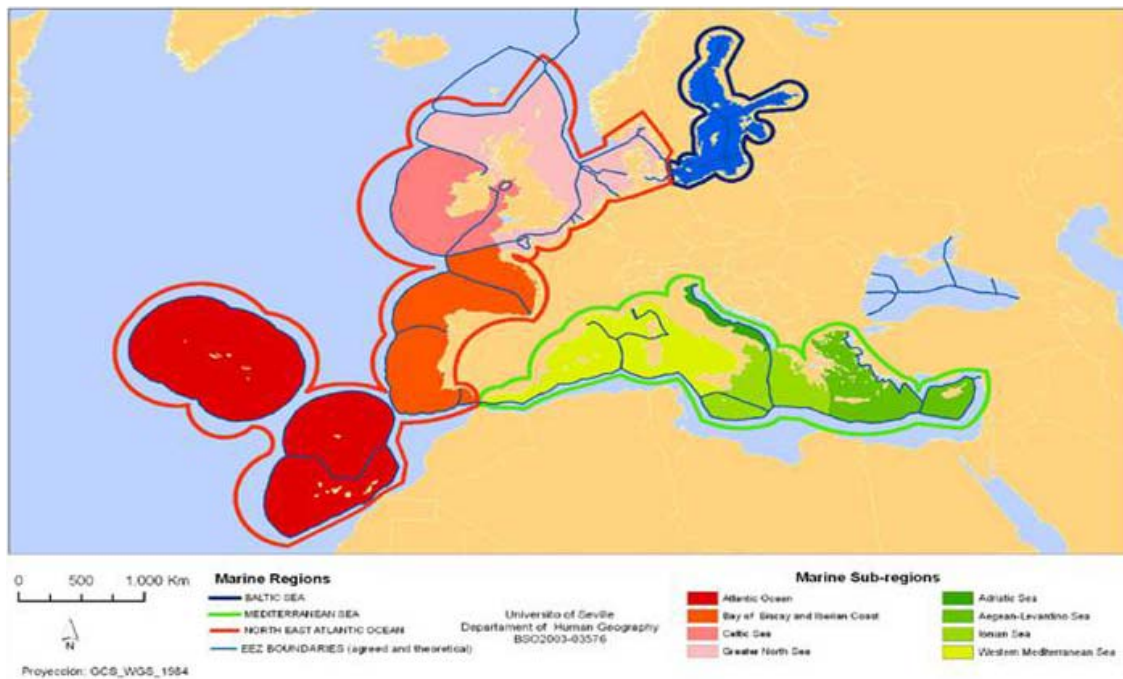 0 500 1.000 Km
N
Proyección: GCS_WGS_1984
Marine Regions
BALTIC SEA
MEDITERRANEAN SEA
NORTH EAST ATLANTIC OCEAN
EEZ BOUNDARIES (agreed and theoretical)
Universito of Seville
Departament of Human Geography
BSO2003-03576
Marine Sub-regions
Atlantic Ocean
Bay of Biscay and Iberian Coast
Celtic Sea
Greater North Sea
Adriatic Sea
Aegean-Levantino Sea
Ionian Sea
Western Mediterranean Sea